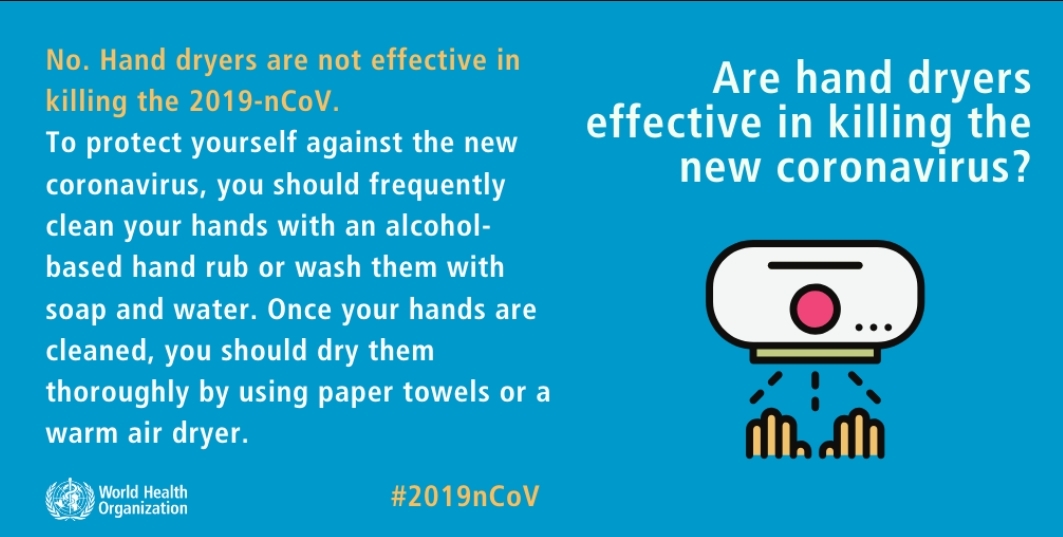 No. Hand dryers are not effective in
killing the 2019-nCoV.
To protect yourself against the new
coronavirus, you should frequently
clean your hands with an alcohol-
based hand rub or wash them with
soap and water. Once your hands are
cleaned, you should dry them
thoroughly by using paper towels or a
warm air dryer.
World Health
Organization
#2019nCoV
Are hand dryers
effective in killing the
new coronavirus?